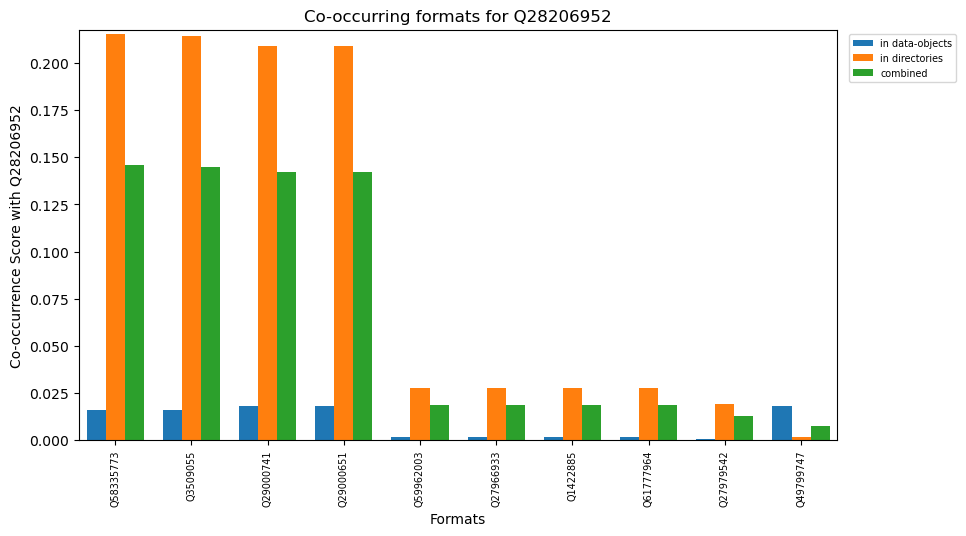 Co-occurring formats for Q28206952
in data-objects
in directories
combined
Co-occurrence Score with Q28206952
0.200
0.175
0.150
0.125
0.100
0.075
0.050
0.025
0.000
Q58335773
Q3509055
Q29000741
Q29000651
Q59962003
Q27966933
Q1422885
Q61777964
Q27979542
Q49799747
Formats